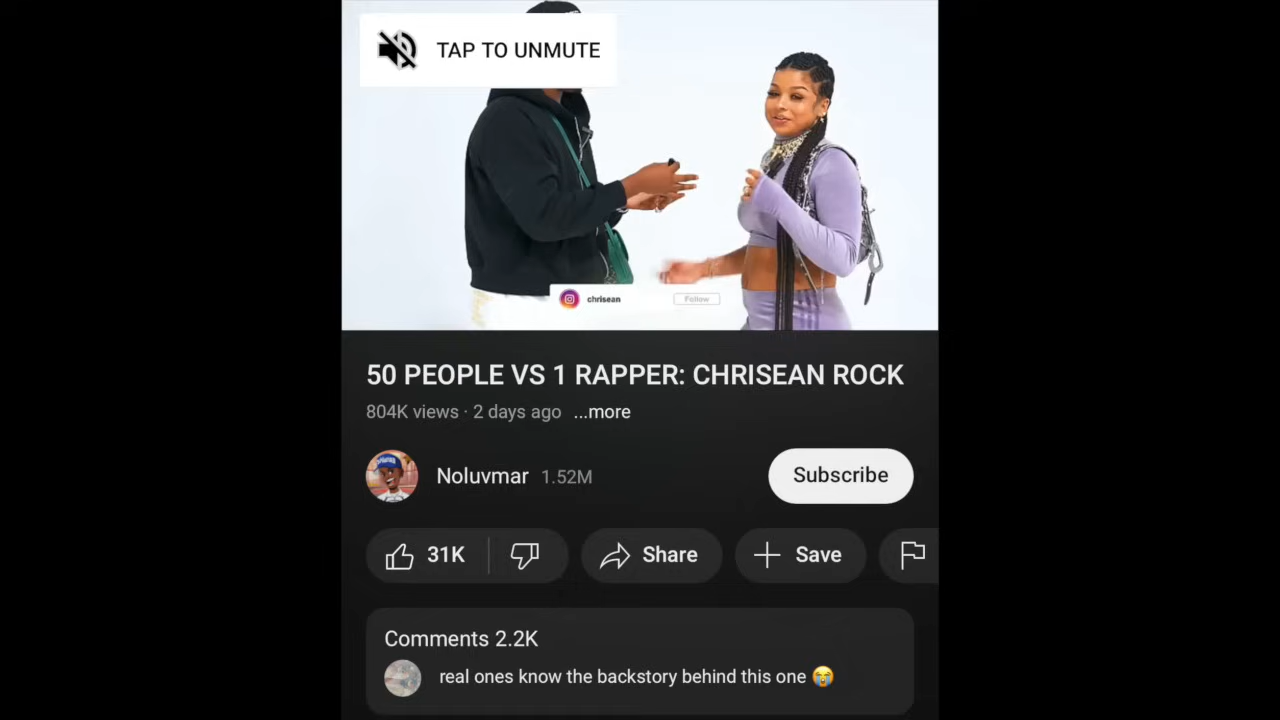 TAP TO UNMUTE
chrisean Follow
50 PEOPLE VS 1 RAPPER: CHRISEAN ROCK
804K views · 2 days ago ...more
Noluvmar 1.52M Subscribe
31K Share Save
Comments 2.2K
real ones know the backstory behind this one 😭